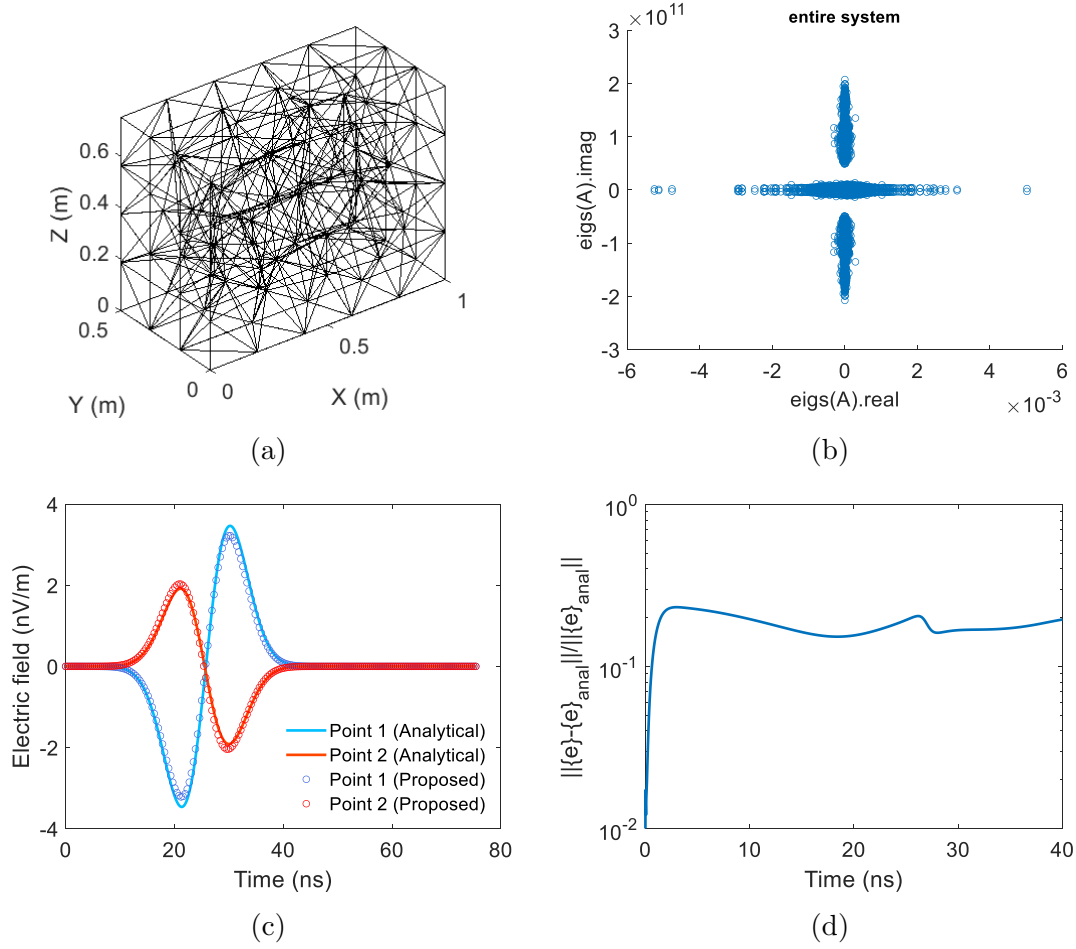 0.6
0.4
0.2
0
Z (m)
0.5
0
Y (m)
0
0.5
1
X (m)
(a)
×10¹¹
entire system
3
2
1
0
-1
-2
-3
eigs(A).imag
-6
-4
-2
0
2
4
6
eigs(A).real
×10⁻³
(b)
4
2
0
-2
-4
Electric field (nV/m)
Point 1 (Analytical)
Point 2 (Analytical)
Point 1 (Proposed)
Point 2 (Proposed)
0
20
40
60
80
Time (ns)
(c)
10⁰
10⁻¹
10⁻²
||{e}-{e}ₐₙₐₗ||/||{e}ₐₙₐₗ||
0
10
20
30
40
Time (ns)
(d)